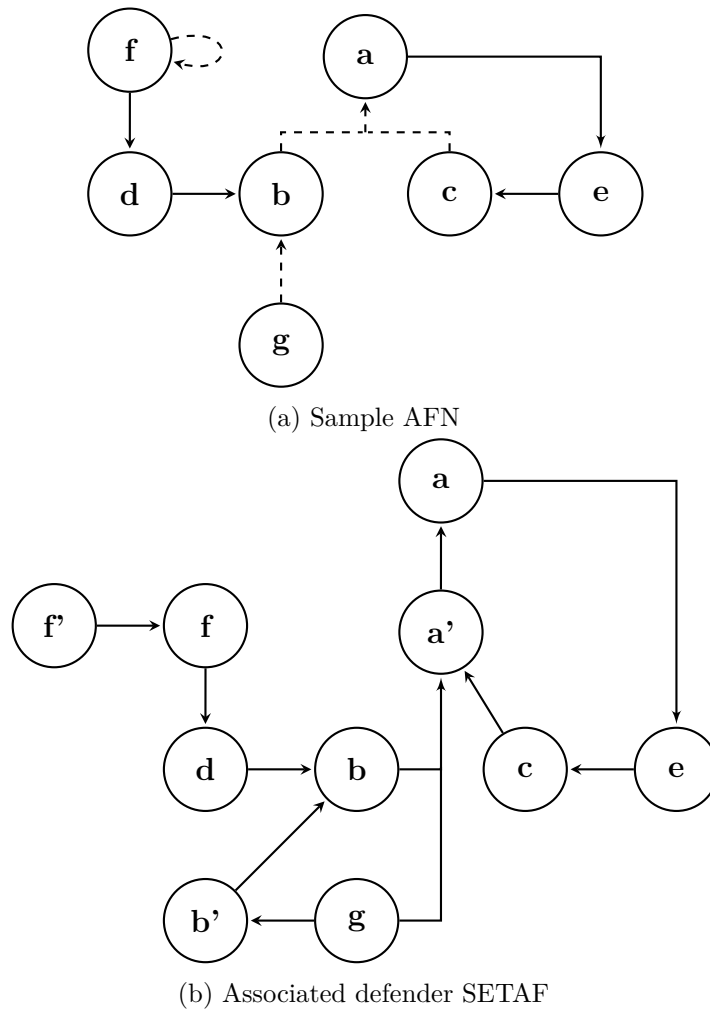 f
a
d
b
c
e
g
(a) Sample AFN
a
f'
f
a'
d
b
c
e
b'
g
(b) Associated defender SETAF